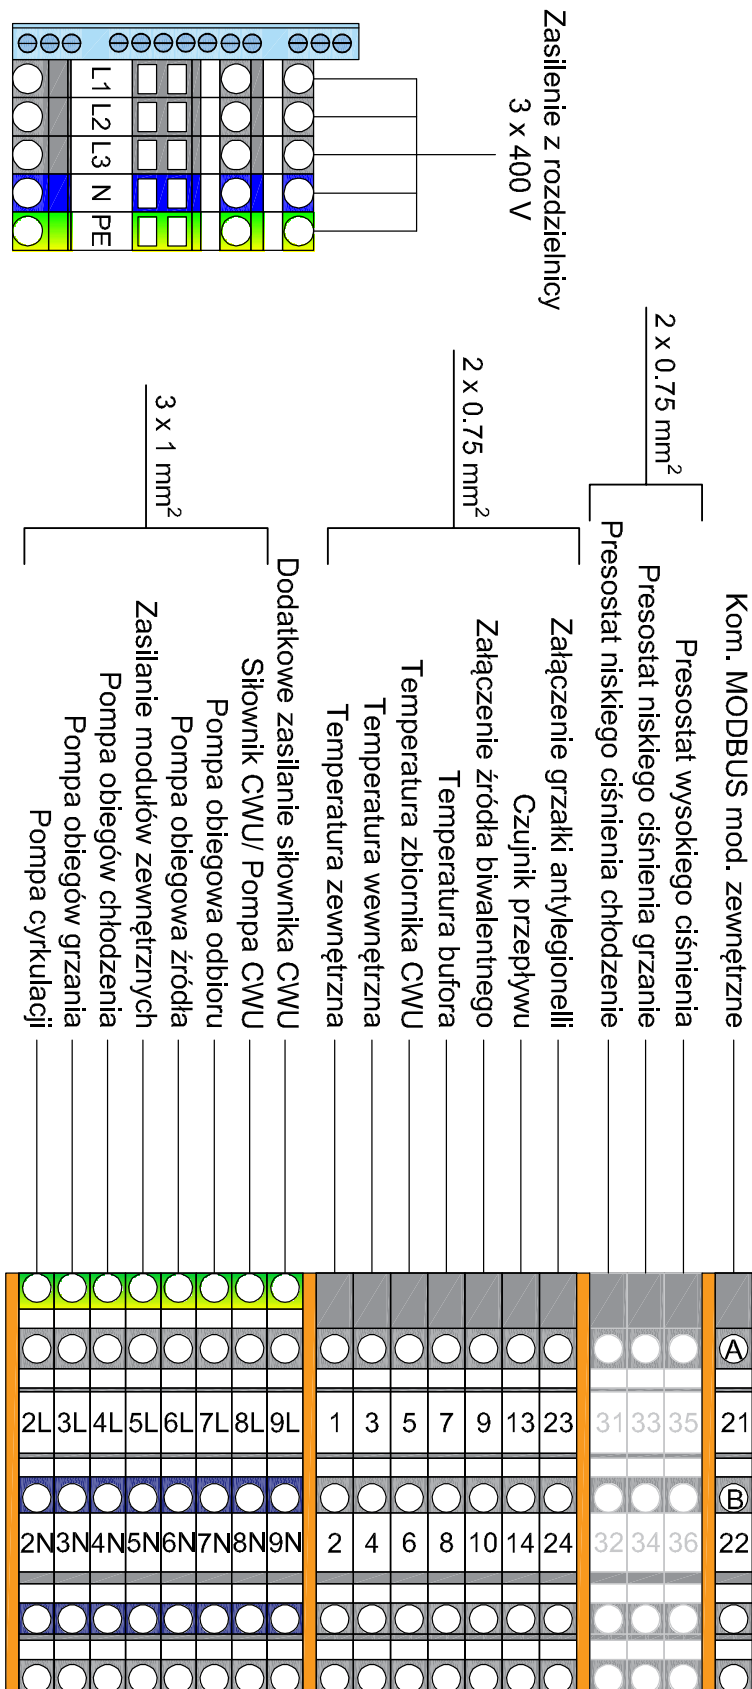 Zasilenie z rozdzielnicy
3 x 400 V
L1
L2
L3
N
PE
2 x 0.75 mm²
2 x 0.75 mm²
3 x 1 mm²
Kom. MODBUS mod. zewnętrzne
Presostat wysokiego ciśnienia
Presostat niskiego ciśnienia grzanie
Presostat niskiego ciśnienia chłodzenie
Załączenie grzałki antylegionelli
Czujnik przepływu
Załączenie źródła biwalentnego
Temperatura bufora
Temperatura zbiornika CWU
Temperatura wewnętrzna
Temperatura zewnętrzna
Dodatkowe zasilanie siłownika CWU
Siłownik CWU/ Pompa CWU
Pompa obiegowa odbioru
Pompa obiegowa źródła
Zasilanie modułów zewnętrznych
Pompa obiegów chłodzenia
Pompa obiegów grzania
Pompa cyrkulacji
A
2L 3L 4L 5L 6L 7L 8L 9L 1 3 5 7 9 13 23 31 33 35 21
B
2N 3N 4N 5N 6N 7N 8N 9N 2 4 6 8 10 14 24 32 34 36 22